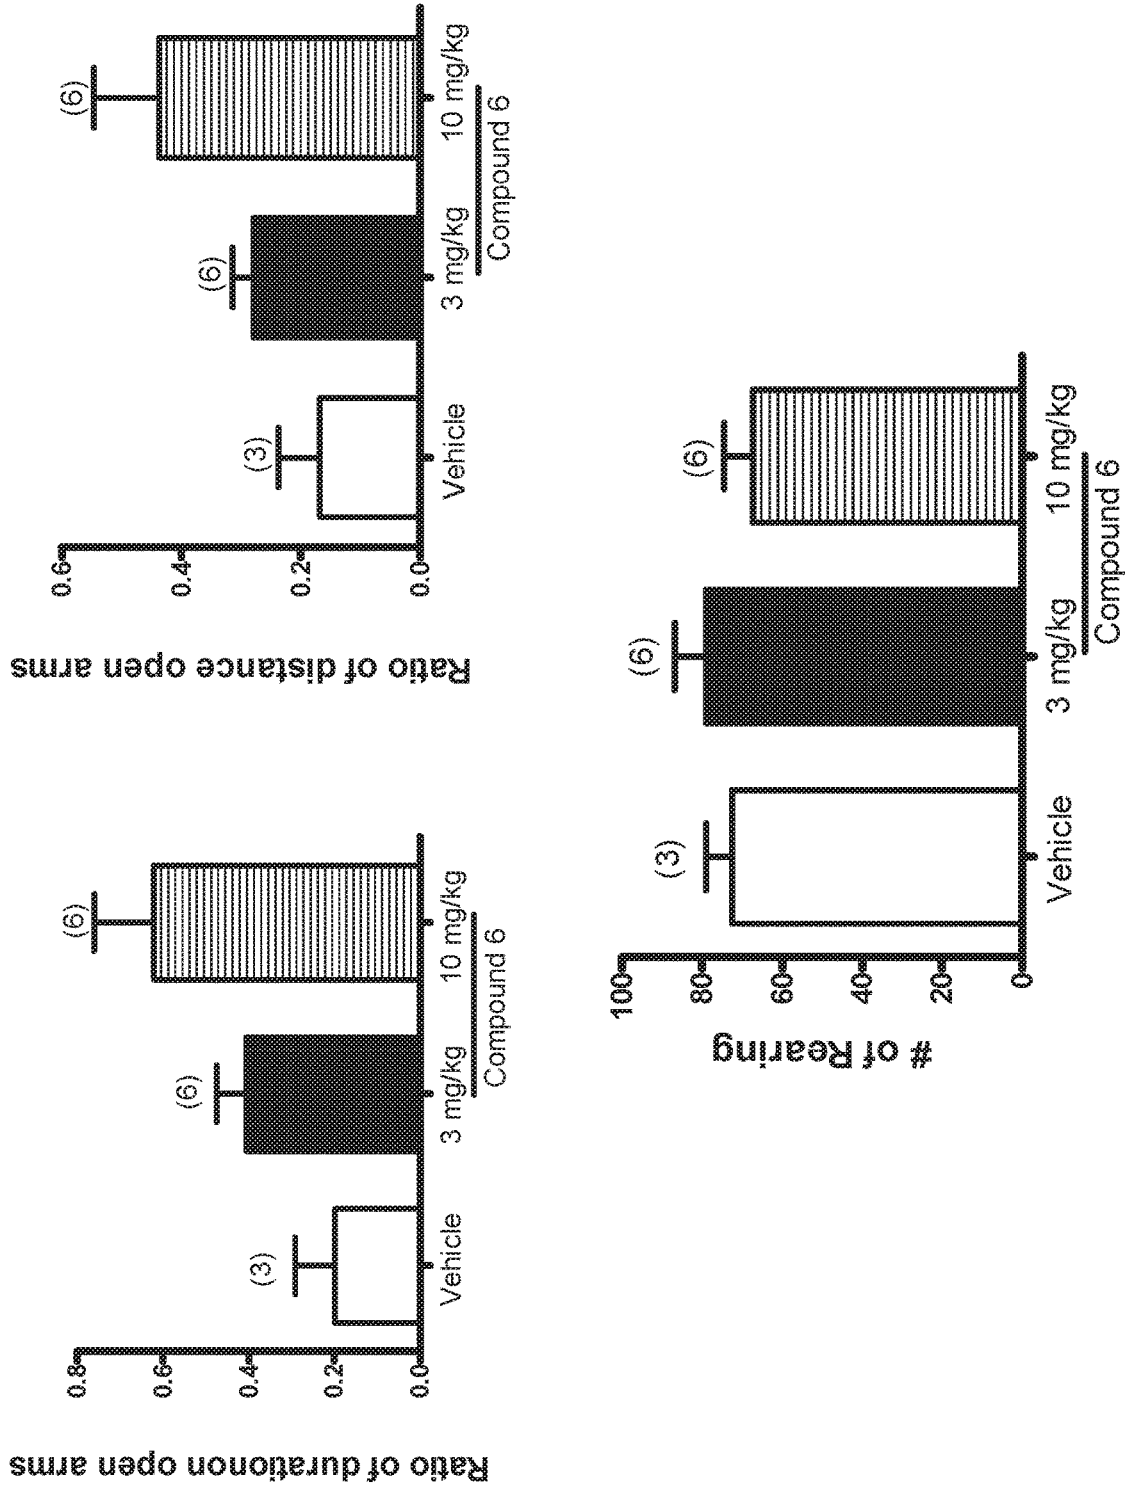 Ratio of durationon open arms
0.8
0.6
0.4
0.2
0.0
(3)
(6)
(6)
Vehicle
3 mg/kg
10 mg/kg
Compound 6
Ratio of distance open arms
0.6
0.4
0.2
0.0
(3)
(6)
(6)
Vehicle
3 mg/kg
10 mg/kg
Compound 6
# of Rearing
100
80
60
40
20
0
(3)
(6)
(6)
Vehicle
3 mg/kg
10 mg/kg
Compound 6